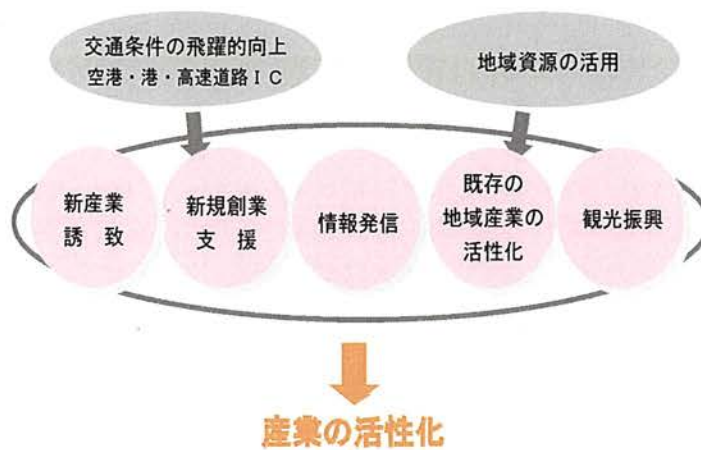 交通条件の飛躍的向上
空港・港・高速道路ＩＣ
地域資源の活用
新産業
誘　致
新規創業
支　援
情報発信
既存の
地域産業の
活性化
観光振興
産業の活性化